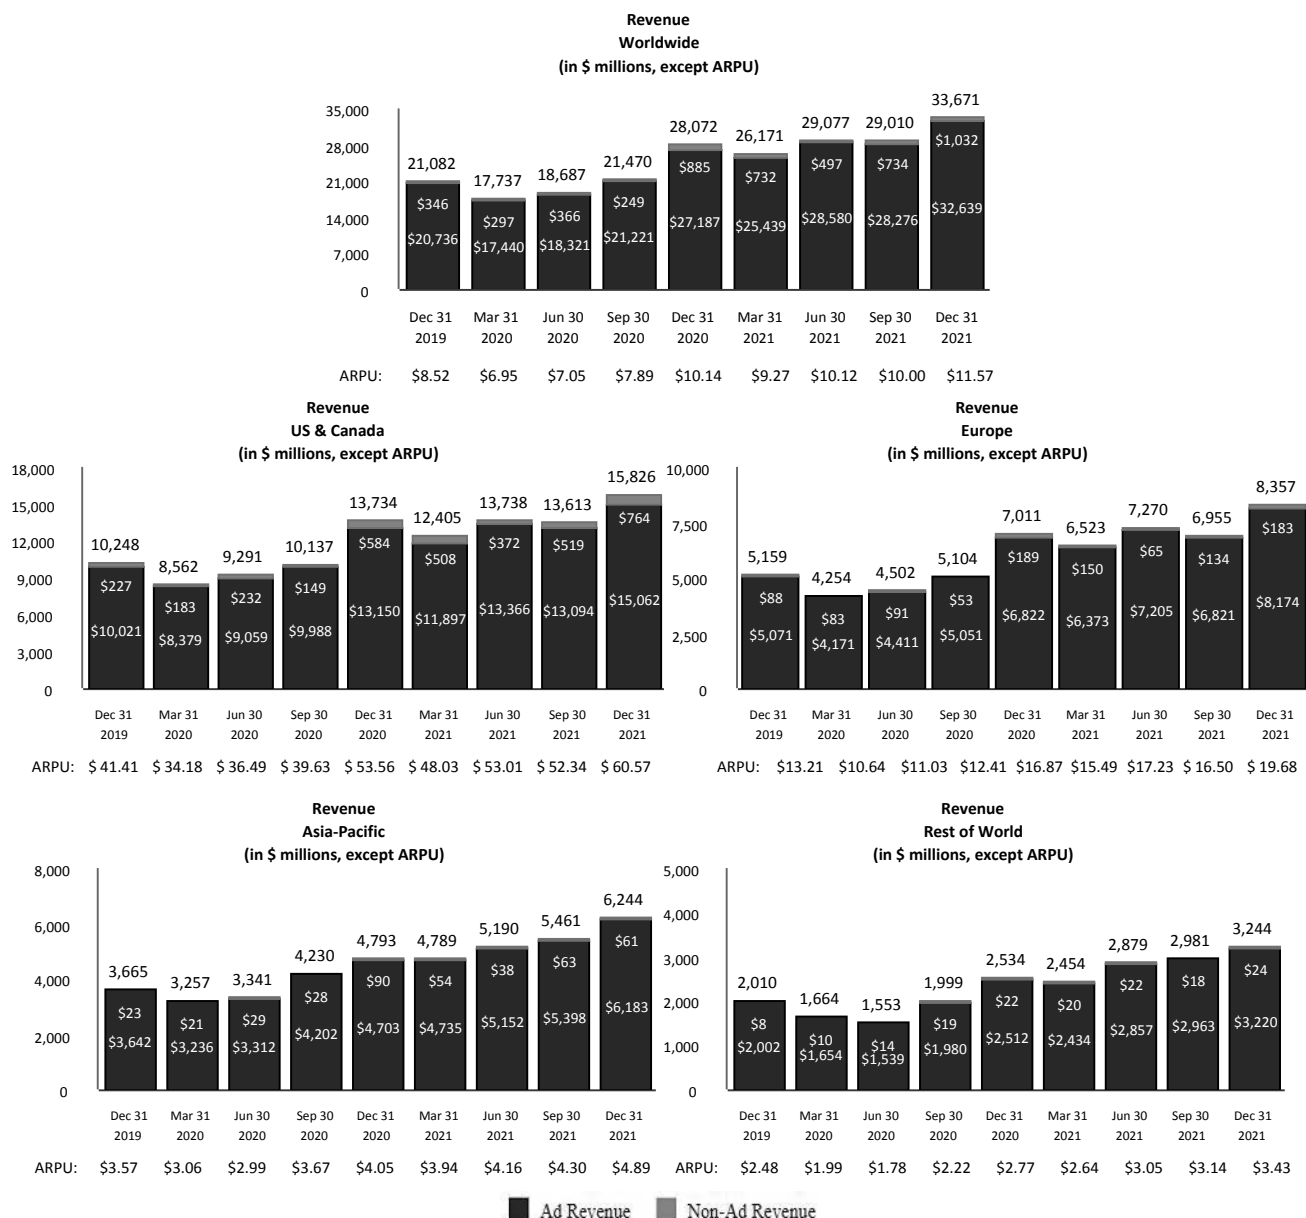 Revenue
Worldwide
(in $ millions, except ARPU)
35,000
28,000
21,000
14,000
7,000
0
21,082 17,737 18,687 21,470 28,072 26,171 29,077 29,010 33,671
$346 $297 $366 $249 $885 $732 $497 $734 $1,032
$20,736 $17,440 $18,321 $21,221 $27,187 $25,439 $28,580 $28,276 $32,639
Dec 31 Mar 31 Jun 30 Sep 30 Dec 31 Mar 31 Jun 30 Sep 30 Dec 31
2019 2020 2020 2020 2020 2021 2021 2021 2021
ARPU: $8.52 $6.95 $7.05 $7.89 $10.14 $9.27 $10.12 $10.00 $11.57
Revenue
US & Canada
(in $ millions, except ARPU)
18,000
15,000
12,000
9,000
6,000
3,000
0
10,248 8,562 9,291 10,137 13,734 12,405 13,738 13,613 15,826
$227 $183 $232 $149 $584 $508 $372 $519 $764
$10,021 $8,379 $9,059 $9,988 $13,150 $11,897 $13,366 $13,094 $15,062
Dec 31 Mar 31 Jun 30 Sep 30 Dec 31 Mar 31 Jun 30 Sep 30 Dec 31
2019 2020 2020 2020 2020 2021 2021 2021 2021
ARPU: $ 41.41 $ 34.18 $ 36.49 $ 39.63 $ 53.56 $ 48.03 $ 53.01 $ 52.34 $ 60.57
Revenue
Europe
(in $ millions, except ARPU)
10,000
7,500
5,000
2,500
0
5,159 4,254 4,502 5,104 7,011 6,523 7,270 6,955 8,357
$88 $83 $91 $53 $189 $150 $65 $134 $183
$5,071 $4,171 $4,411 $5,051 $6,822 $6,373 $7,205 $6,821 $8,174
Dec 31 Mar 31 Jun 30 Sep 30 Dec 31 Mar 31 Jun 30 Sep 30 Dec 31
2019 2020 2020 2020 2020 2021 2021 2021 2021
ARPU: $13.21 $10.64 $11.03 $12.41 $16.87 $15.49 $17.23 $ 16.50 $ 19.68
Revenue
Asia-Pacific
(in $ millions, except ARPU)
8,000
6,000
4,000
2,000
0
3,665 3,257 3,341 4,230 4,793 4,789 5,190 5,461 6,244
$23 $21 $29 $28 $90 $54 $38 $63 $61
$3,642 $3,236 $3,312 $4,202 $4,703 $4,735 $5,152 $5,398 $6,183
Dec 31 Mar 31 Jun 30 Sep 30 Dec 31 Mar 31 Jun 30 Sep 30 Dec 31
2019 2020 2020 2020 2020 2021 2021 2021 2021
ARPU: $3.57 $3.06 $2.99 $3.67 $4.05 $3.94 $4.16 $4.30 $4.89
Revenue
Rest of World
(in $ millions, except ARPU)
5,000
4,000
3,000
2,000
1,000
0
2,010 1,664 1,553 1,999 2,534 2,454 2,879 2,981 3,244
$8 $10 $14 $19 $22 $20 $22 $18 $24
$2,002 $1,654 $1,539 $1,980 $2,512 $2,434 $2,857 $2,963 $3,220
Dec 31 Mar 31 Jun 30 Sep 30 Dec 31 Mar 31 Jun 30 Sep 30 Dec 31
2019 2020 2020 2020 2020 2021 2021 2021 2021
ARPU: $2.48 $1.99 $1.78 $2.22 $2.77 $2.64 $3.05 $3.14 $3.43
Ad Revenue Non-Ad Revenue